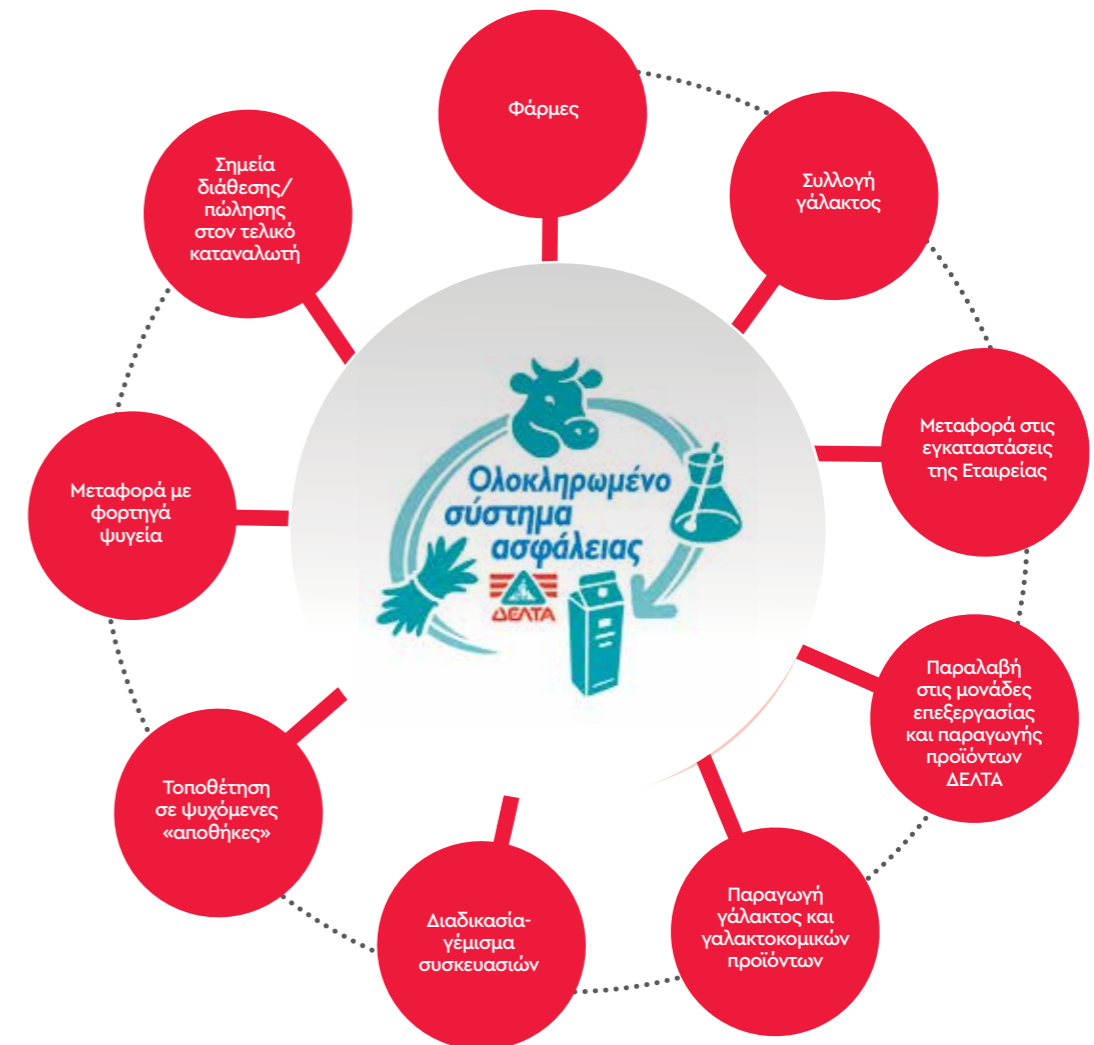 Φάρμες
Συλλογή
γάλακτος
Μεταφορά στις
εγκαταστάσεις
της Εταιρείας
Παραλαβή
στις μονάδες
επεξεργασίας
και παραγωγής
προϊόντων
ΔΕΛΤΑ
Παραγωγή
γάλακτος και
γαλακτοκομικών
προϊόντων
Διαδικασία-
γέμισμα
συσκευασιών
Τοποθέτηση
σε ψυχόμενες
«αποθήκες»
Μεταφορά με
φορτηγά
ψυγεία
Σημεία
διάθεσης/
πώλησης
στον τελικό
καταναλωτή
Ολοκληρωμένο
σύστημα
ασφάλειας
ΔΕΛΤΑ